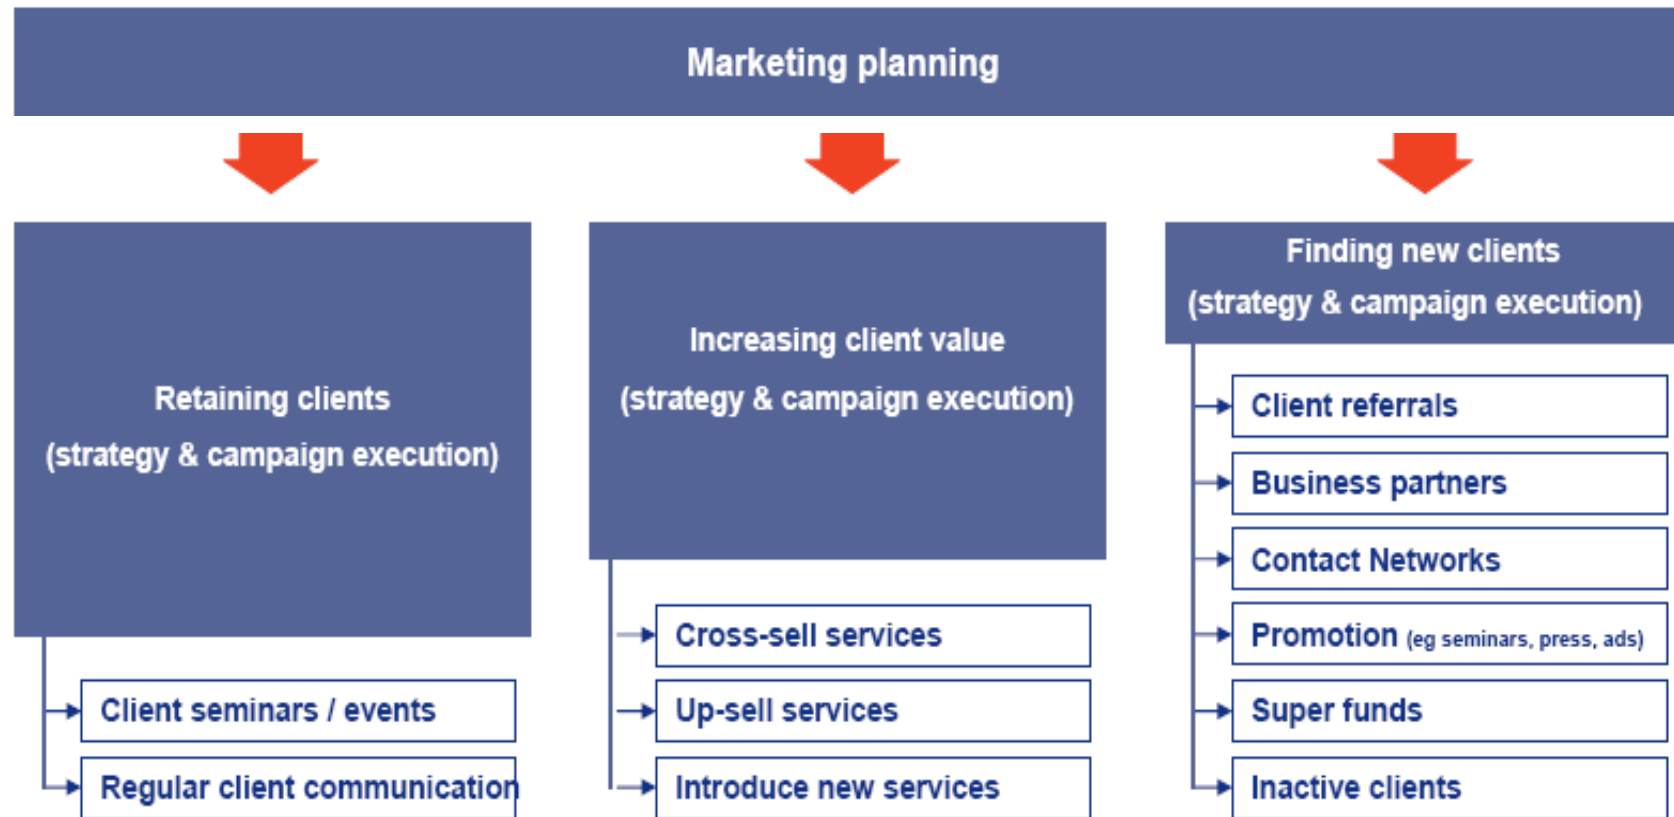 Marketing planning
Retaining clients
(strategy & campaign execution)
Client seminars / events
Regular client communication
Increasing client value
(strategy & campaign execution)
Cross-sell services
Up-sell services
Introduce new services
Finding new clients
(strategy & campaign execution)
Client referrals
Business partners
Contact Networks
Promotion (eg seminars, press, ads)
Super funds
Inactive clients